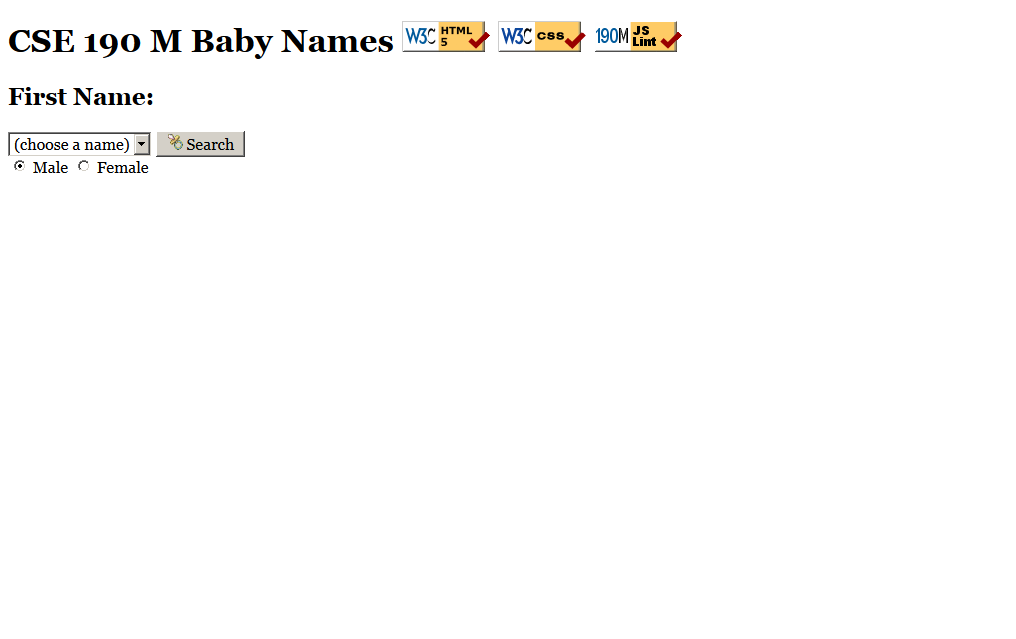 CSE 190 M Baby Names W3C HTML 5 W3C css 190M JS Lint
First Name:
(choose a name) Search
Male Female